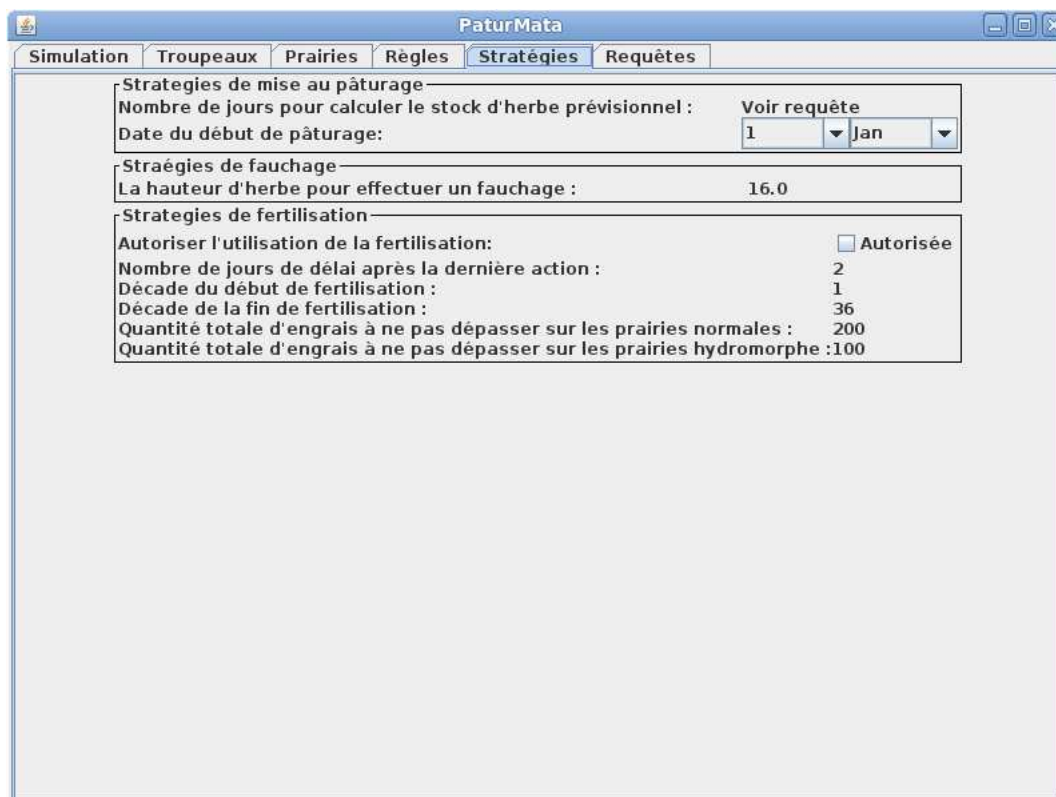 PaturMata
Simulation Troupeaux Prairies Règles Stratégies Requêtes
Strategies de mise au pâturage
Nombre de jours pour calculer le stock d'herbe prévisionnel : Voir requête
Date du début de pâturage: 1 Jan
Straégies de fauchage
La hauteur d'herbe pour effectuer un fauchage : 16.0
Strategies de fertilisation
Autoriser l'utilisation de la fertilisation: Autorisée
Nombre de jours de délai après la dernière action : 2
Décade du début de fertilisation : 1
Décade de la fin de fertilisation : 36
Quantité totale d'engrais à ne pas dépasser sur les prairies normales : 200
Quantité totale d'engrais à ne pas dépasser sur les prairies hydromorphe :100